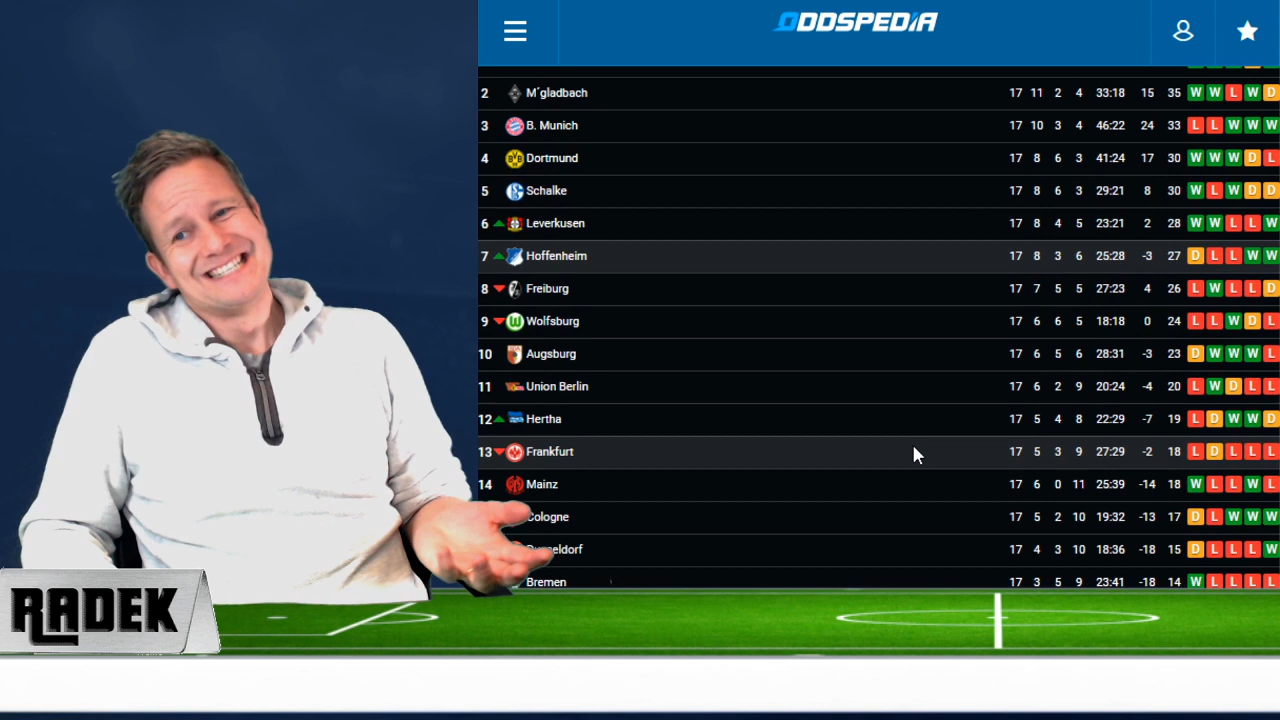 ODDSPEDIA
2 M´gladbach 17 11 2 4 33:18 15 35 W W L W D
3 B. Munich 17 10 3 4 46:22 24 33 L L W W W
4 Dortmund 17 8 6 3 41:24 17 30 W W W D L
5 Schalke 17 8 6 3 29:21 8 30 W L W D D
6 Leverkusen 17 8 4 5 23:21 2 28 W W L L W
7 Hoffenheim 17 8 3 6 25:28 -3 27 D L L W W
8 Freiburg 17 7 5 5 27:23 4 26 L W L L D
9 Wolfsburg 17 6 6 5 18:18 0 24 L L W D W
10 Augsburg 17 6 5 6 28:31 -3 23 D W W W L
11 Union Berlin 17 6 2 9 20:24 -4 20 L W D L L
12 Hertha 17 5 4 8 22:29 -7 19 L D W W D
13 Frankfurt 17 5 3 9 27:29 -2 18 L D L L L
14 Mainz 17 6 0 11 25:39 -14 18 W L L W L
Cologne 17 5 2 10 19:32 -13 17 D L W W W
17 4 3 10 18:36 -18 15 D L L L W
Bremen 17 3 5 9 23:41 -18 14 W L L L L
RADEK